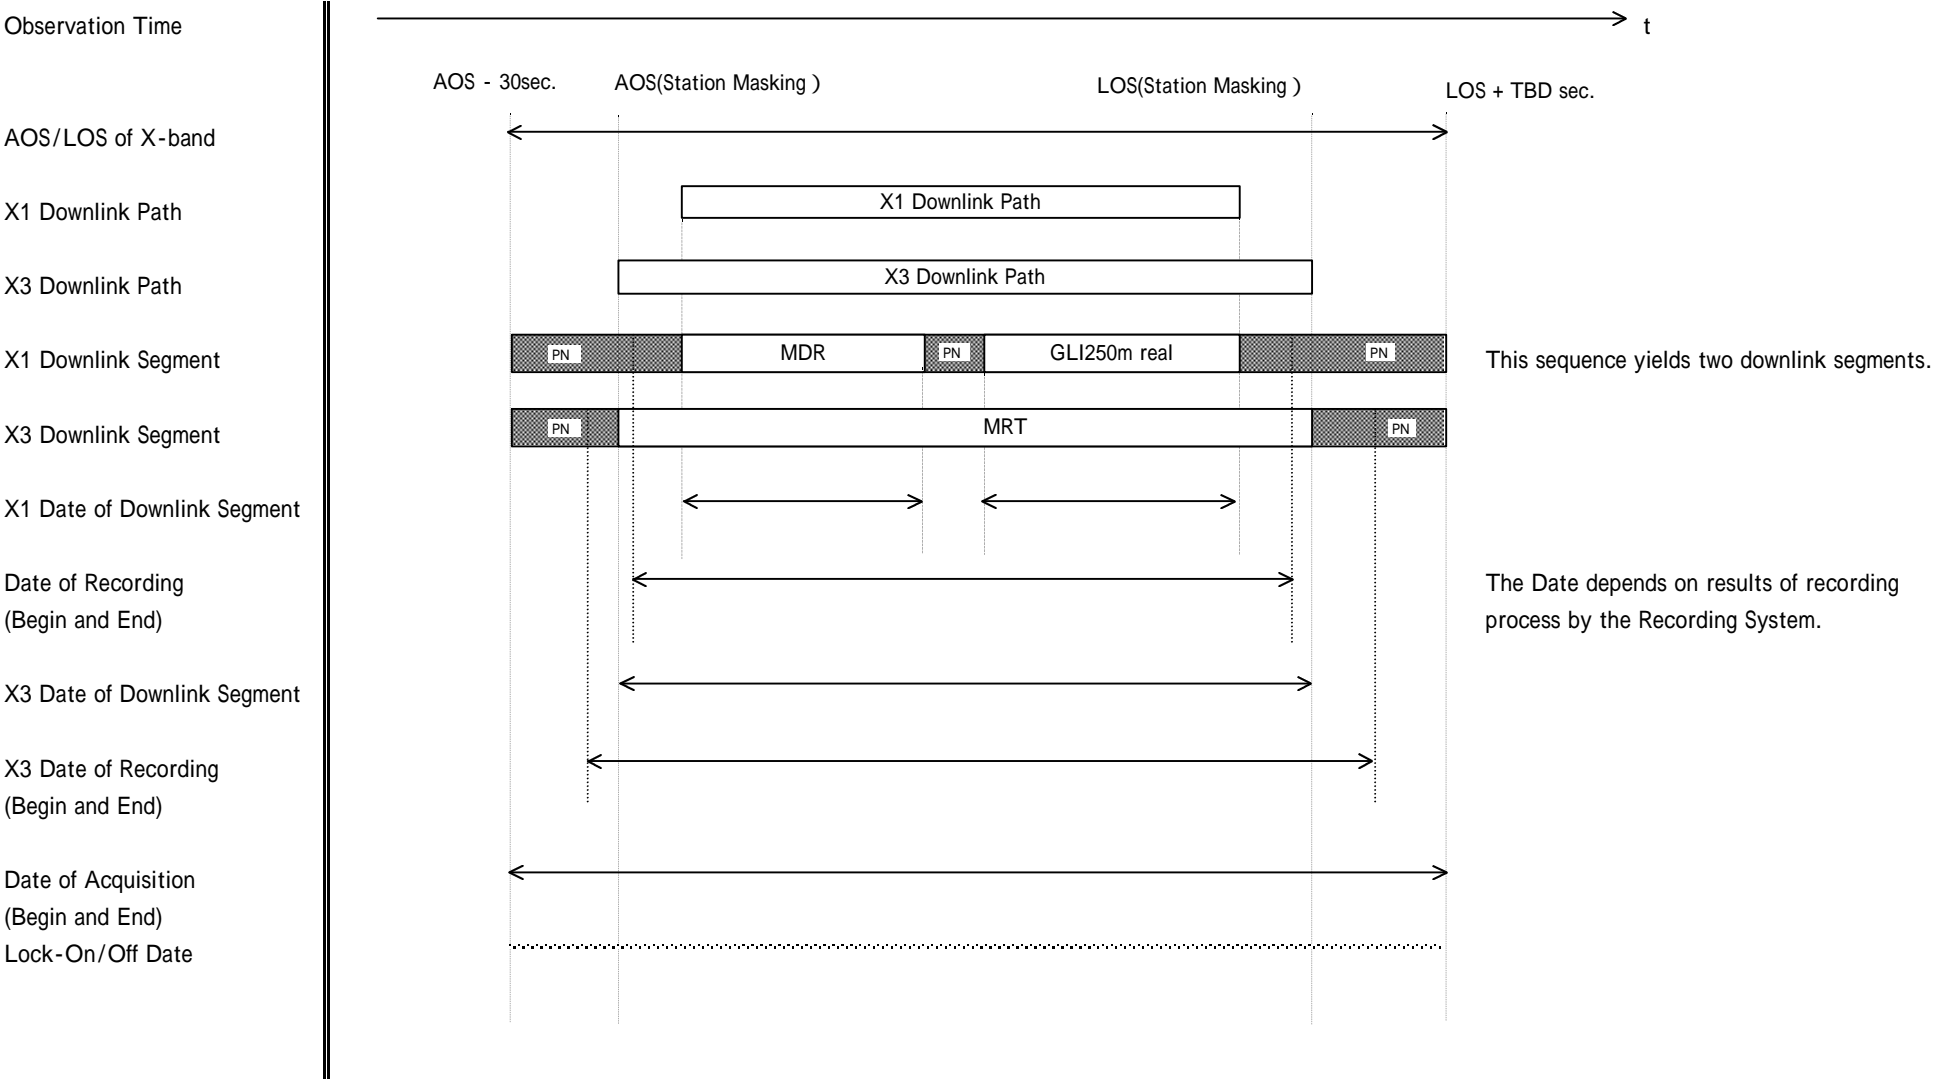 Observation Time
t
AOS - 30sec.
AOS(Station Masking )
LOS(Station Masking )
LOS + TBD sec.
AOS/LOS of X-band
X1 Downlink Path
X1 Downlink Path
X3 Downlink Path
X3 Downlink Path
X1 Downlink Segment
PN
MDR
PN
GLI250m real
PN
This sequence yields two downlink segments.
X3 Downlink Segment
PN
MRT
PN
X1 Date of Downlink Segment
Date of Recording
(Begin and End)
The Date depends on results of recording
process by the Recording System.
X3 Date of Downlink Segment
X3 Date of Recording
(Begin and End)
Date of Acquisition
(Begin and End)
Lock-On/Off Date